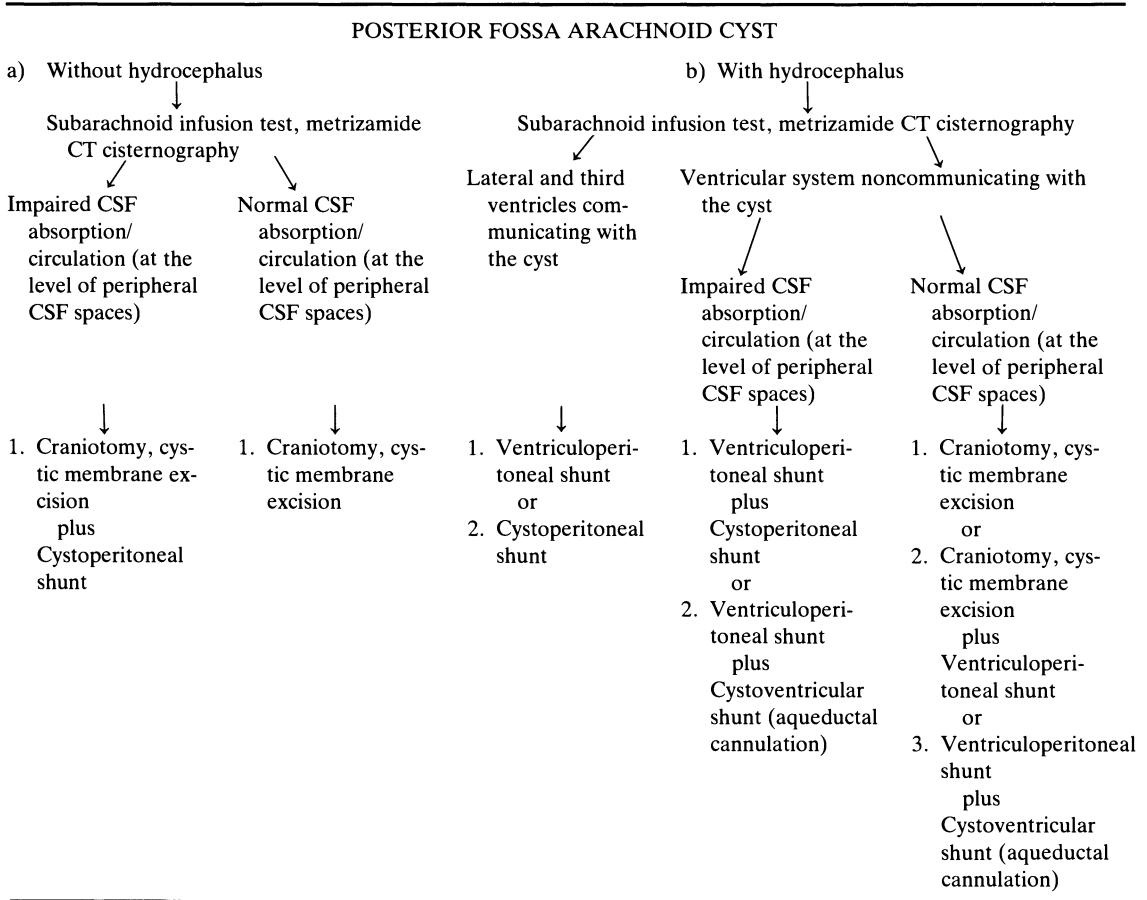 POSTERIOR FOSSA ARACHNOID CYST
a) Without hydrocephalus
Subarachnoid infusion test, metrizamide
CT cisternography
Impaired CSF
absorption/
circulation (at the
level of peripheral
CSF spaces)
1. Craniotomy, cys-
tic membrane ex-
cision
plus
Cystoperitoneal
shunt
Normal CSF
absorption/
circulation (at the
level of peripheral
CSF spaces)
1. Craniotomy, cys-
tic membrane
excision
b) With hydrocephalus
Subarachnoid infusion test, metrizamide CT cisternography
Lateral and third
ventricles com-
municating with
the cyst
1. Ventriculoperi-
toneal shunt
or
2. Cystoperitoneal
shunt
Ventricular system noncommunicating with
the cyst
Impaired CSF
absorption/
circulation (at the
level of peripheral
CSF spaces)
1. Ventriculoperi-
toneal shunt
plus
Cystoperitoneal
shunt
or
2. Ventriculoperi-
toneal shunt
plus
Cystoventricular
shunt (aqueductal
cannulation)
Normal CSF
absorption/
circulation (at the
level of peripheral
CSF spaces)
1. Craniotomy, cys-
tic membrane
excision
or
2. Craniotomy, cys-
tic membrane
excision
plus
Ventriculoperi-
toneal shunt
or
3. Ventriculoperitoneal
shunt
plus
Cystoventricular
shunt (aqueductal
cannulation)